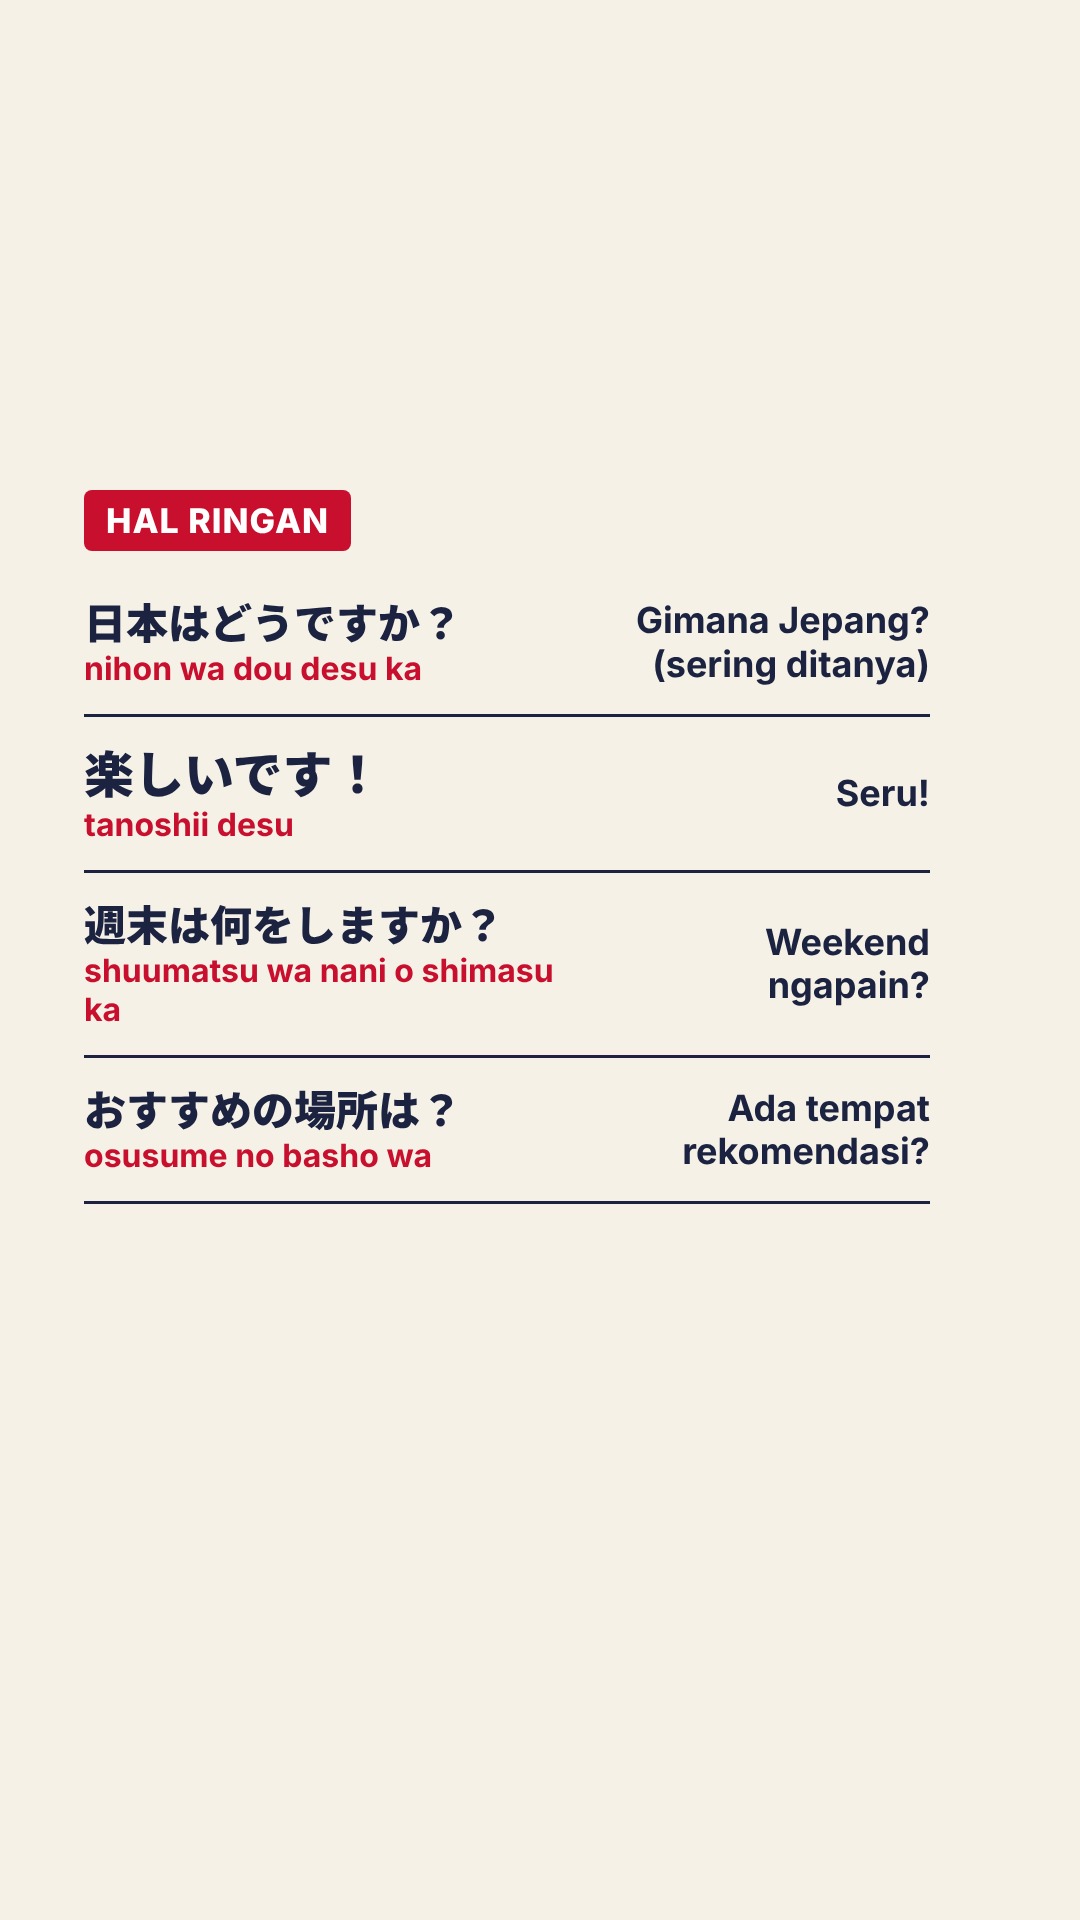 HAL RINGAN
日本はどうですか？
nihon wa dou desu ka
Gimana Jepang?
(sering ditanya)
楽しいです！
tanoshii desu
Seru!
週末は何をしますか？
shuumatsu wa nani o shimasu
ka
Weekend
ngapain?
おすすめの場所は？
osusume no basho wa
Ada tempat
rekomendasi?